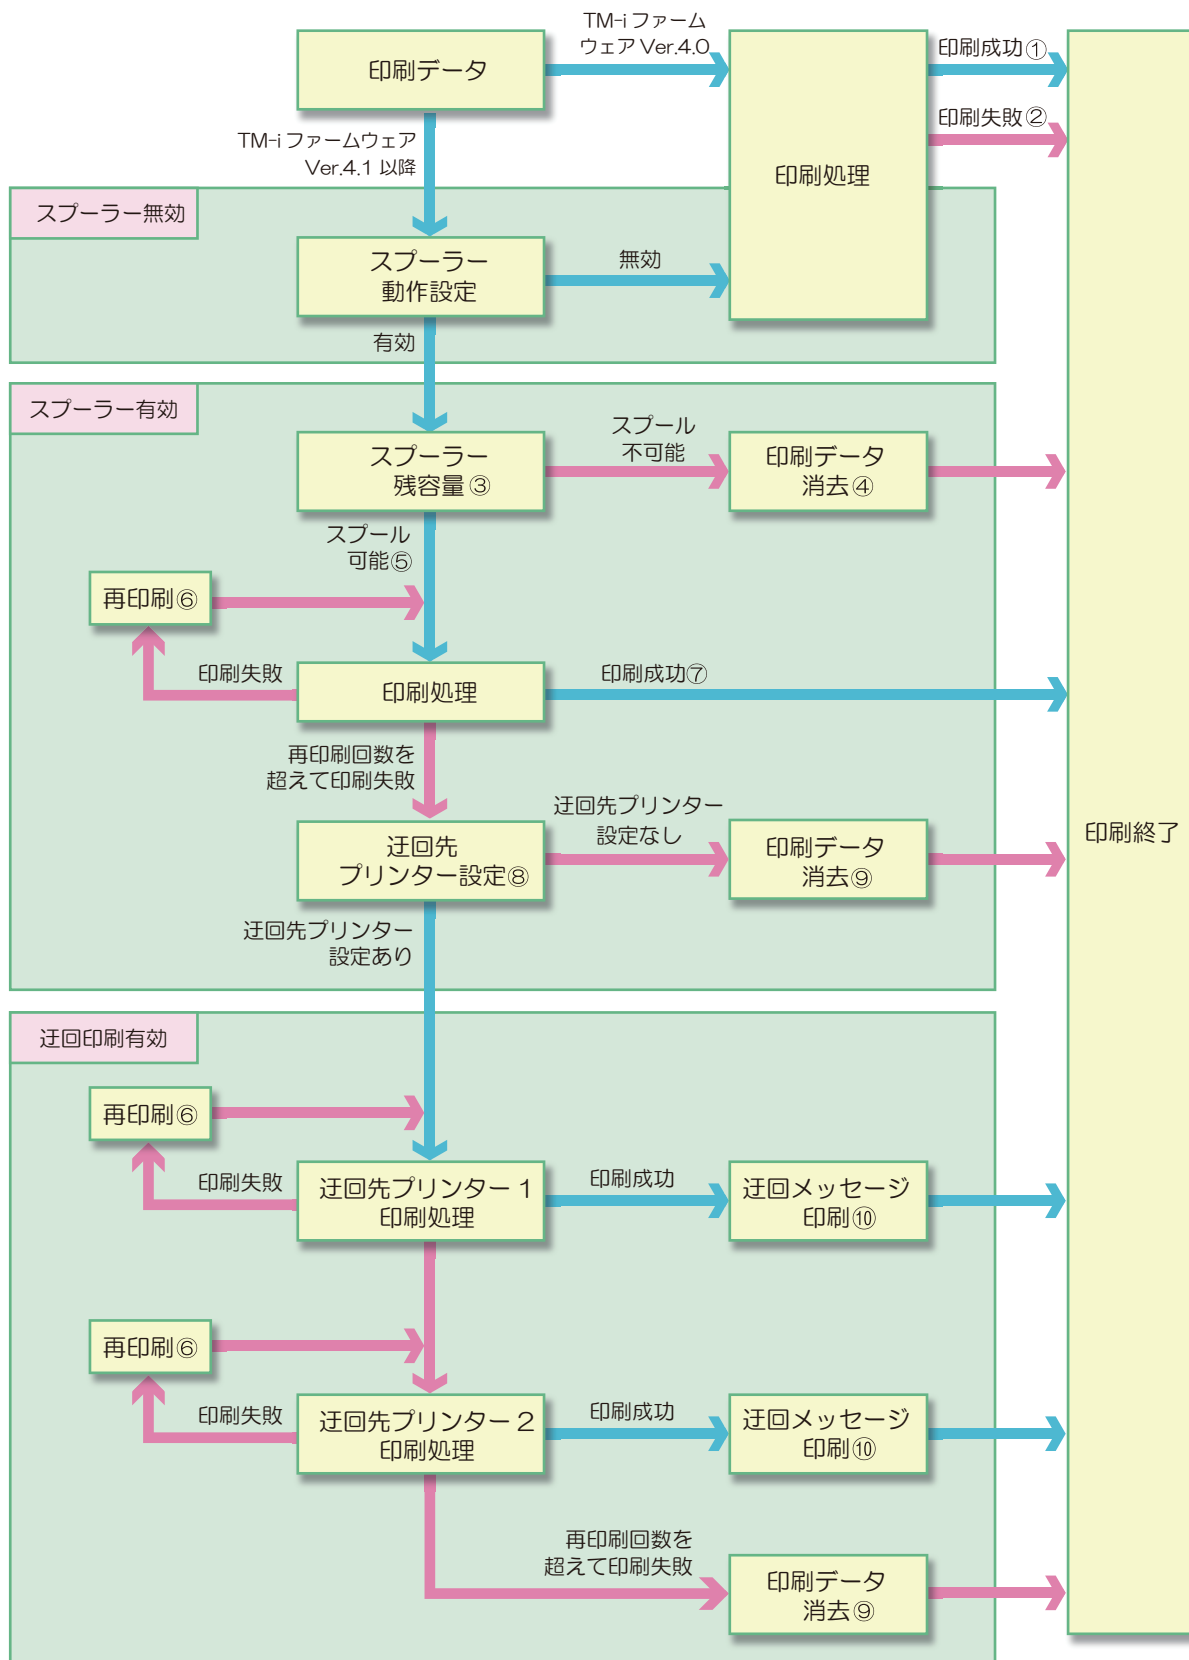 TM-i ファーム
ウェア Ver.4.0
印刷データ
印刷成功①
印刷失敗②
TM-i ファームウェア
Ver.4.1 以降
印刷処理
スプーラー無効
スプーラー
動作設定
無効
有効
スプーラー有効
スプーラー
残容量③
スプール
不可能
印刷データ
消去④
スプール
可能⑤
再印刷⑥
印刷失敗
印刷処理
印刷成功⑦
再印刷回数を
超えて印刷失敗
迂回先
プリンター設定⑧
迂回先プリンター
設定なし
印刷データ
消去⑨
印刷終了
迂回先プリンター
設定あり
迂回印刷有効
再印刷⑥
印刷失敗
迂回先プリンター 1
印刷処理
印刷成功
迂回メッセージ
印刷⑩
再印刷⑥
印刷失敗
迂回先プリンター 2
印刷処理
印刷成功
迂回メッセージ
印刷⑩
再印刷回数を
超えて印刷失敗
印刷データ
消去⑨